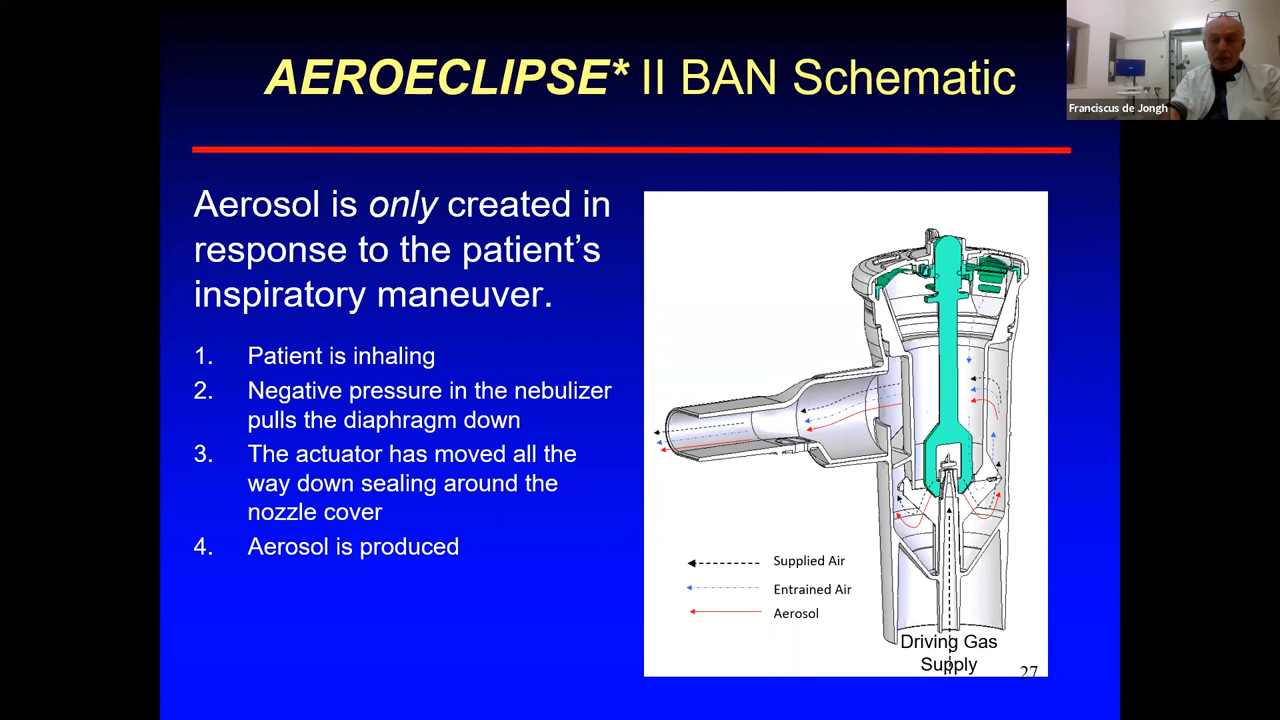 AEROECLIPSE* II BAN Schematic
Franciscus de Jongh
Aerosol is only created in
response to the patient’s
inspiratory maneuver.
1. Patient is inhaling
2. Negative pressure in the nebulizer
pulls the diaphragm down
3. The actuator has moved all the
way down sealing around the
nozzle cover
4. Aerosol is produced
Supplied Air
Entrained Air
Aerosol
Driving Gas
Supply
27